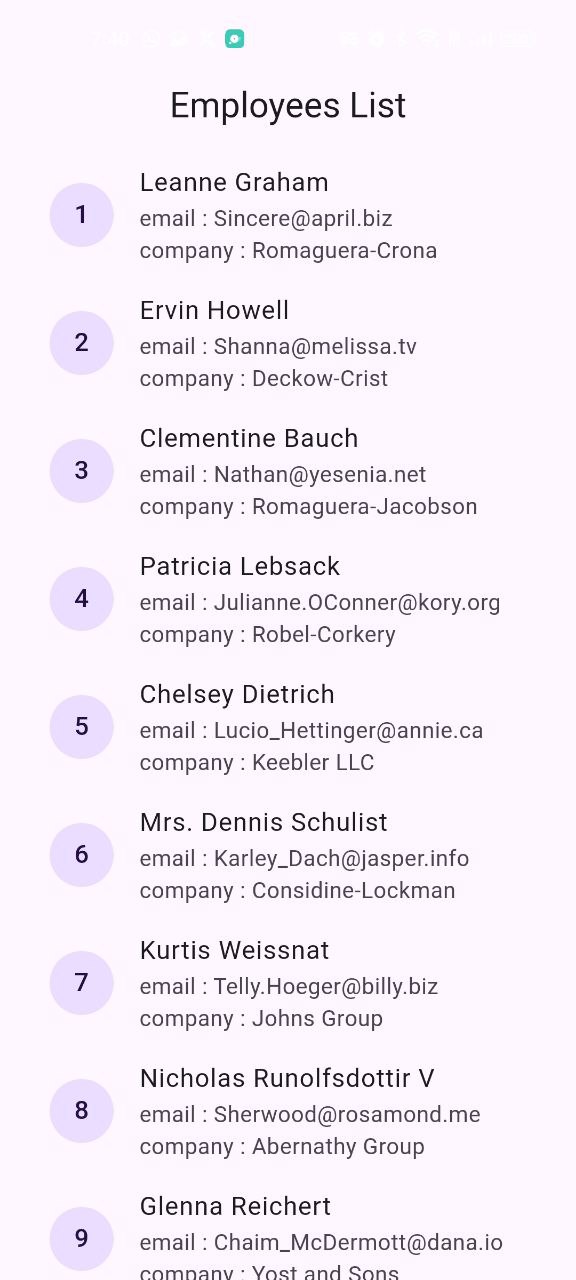 Employees List
1
Leanne Graham
email : Sincere@april.biz
company : Romaguera-Crona
2
Ervin Howell
email : Shanna@melissa.tv
company : Deckow-Crist
3
Clementine Bauch
email : Nathan@yesenia.net
company : Romaguera-Jacobson
4
Patricia Lebsack
email : Julianne.OConner@kory.org
company : Robel-Corkery
5
Chelsey Dietrich
email : Lucio_Hettinger@annie.ca
company : Keebler LLC
6
Mrs. Dennis Schulist
email : Karley_Dach@jasper.info
company : Considine-Lockman
7
Kurtis Weissnat
email : Telly.Hoeger@billy.biz
company : Johns Group
8
Nicholas Runolfsdottir V
email : Sherwood@rosamond.me
company : Abernathy Group
9
Glenna Reichert
email : Chaim_McDermott@dana.io
company : Yost and Sons